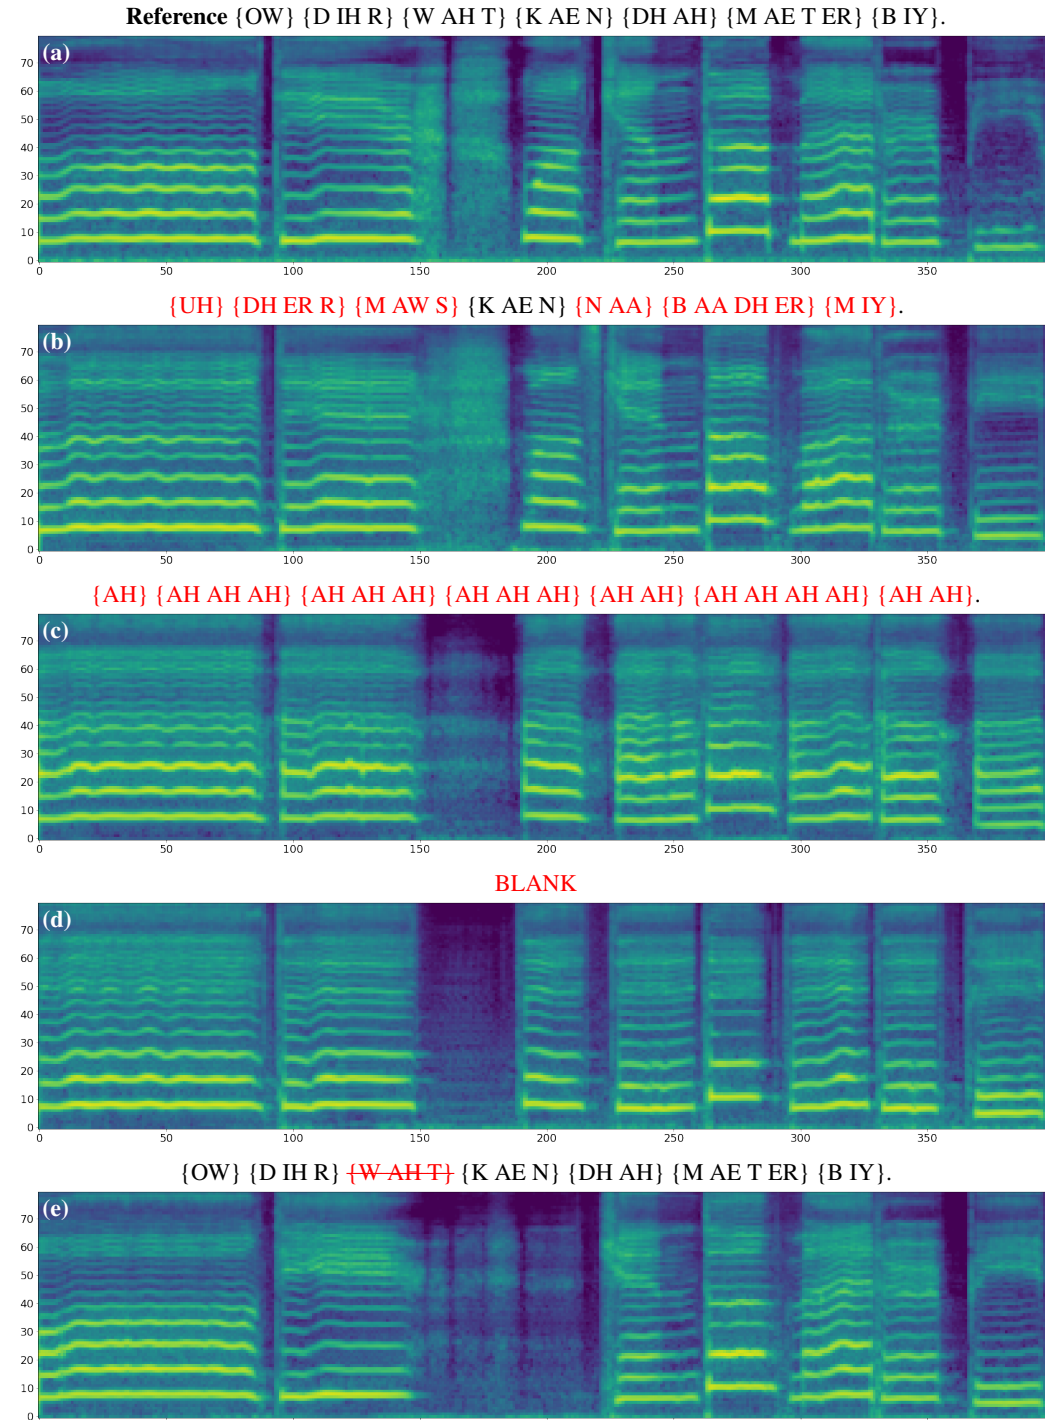 Reference {OW} {D IH R} {W AH T} {K AE N} {DH AH} {M AE T ER} {B IY}.
(a)
70
60
50
40
30
20
10
0
0 50 100 150 200 250 300 350
{UH} {DH ER R} {M AW S} {K AE N} {N AA} {B AA DH ER} {M IY}.
(b)
70
60
50
40
30
20
10
0
0 50 100 150 200 250 300 350
{AH} {AH AH AH} {AH AH AH} {AH AH AH} {AH AH} {AH AH AH AH} {AH AH}.
(c)
70
60
50
40
30
20
10
0
0 50 100 150 200 250 300 350
BLANK
(d)
70
60
50
40
30
20
10
0
0 50 100 150 200 250 300 350
{OW} {D IH R} {W AH T} {K AE N} {DH AH} {M AE T ER} {B IY}.
(e)
70
60
50
40
30
20
10
0